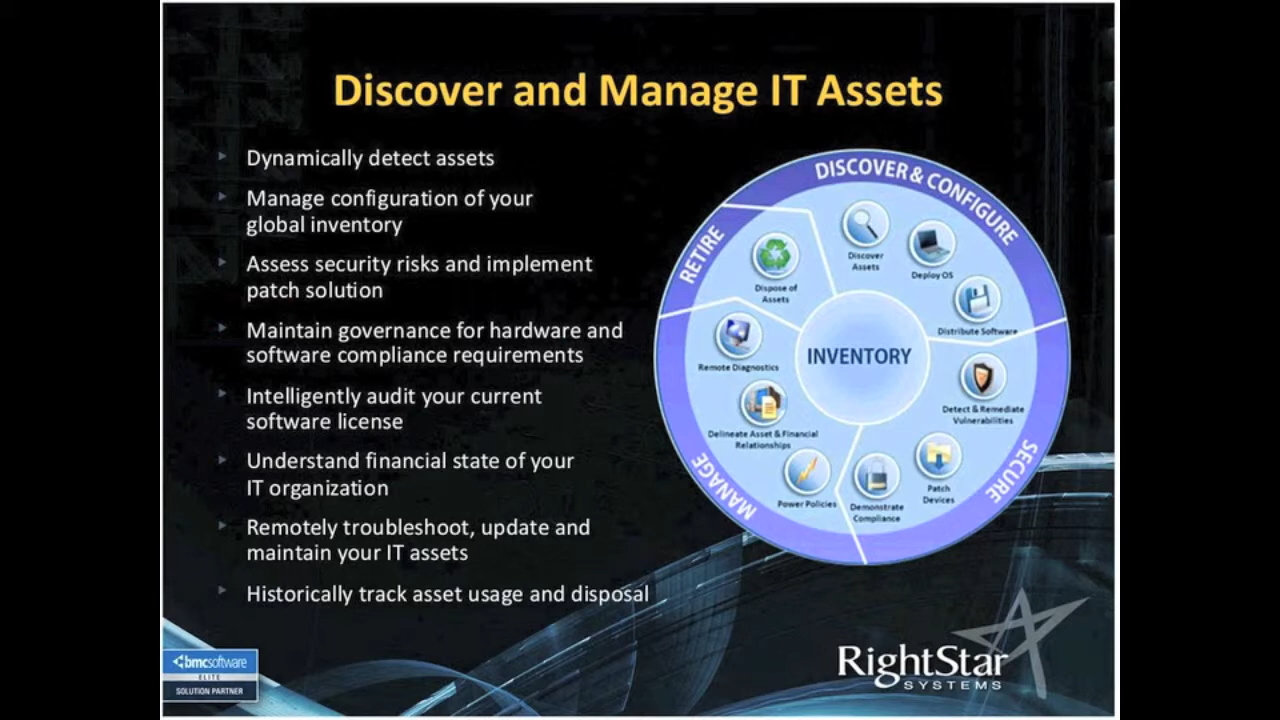 Discover and Manage IT Assets
Dynamically detect assets
Manage configuration of your
global inventory
Assess security risks and implement
patch solution
Maintain governance for hardware and
software compliance requirements
Intelligently audit your current
software license
Understand financial state of your
IT organization
Remotely troubleshoot, update and
maintain your IT assets
Historically track asset usage and disposal
DISCOVER & CONFIGURE
Discover
Assets
Deploy OS
Distribute Software
SECURE
Detect & Remediate
Vulnerabilities
Patch
Devices
Demonstrate
Compliance
MANAGE
Power Policies
Delineate Asset & Financial
Relationships
Remote Diagnostics
RETIRE
Dispose of
Assets
INVENTORY
bmcsoftware
ELITE
SOLUTION PARTNER
RightStar
SYSTEMS